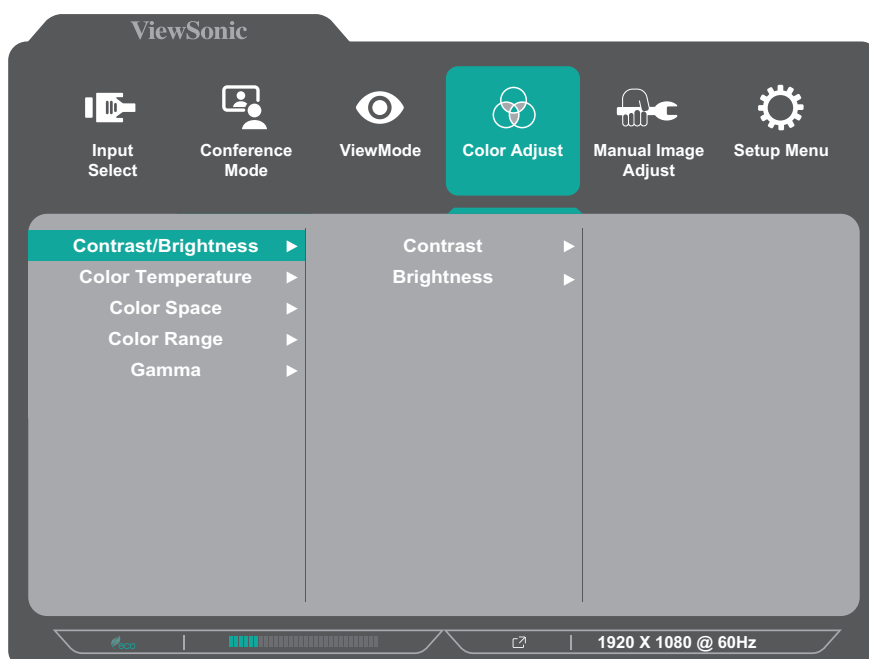 ViewSonic
Input
Select
Conference
Mode
ViewMode
Color Adjust
Manual Image
Adjust
Setup Menu
Contrast/Brightness
Color Temperature
Color Space
Color Range
Gamma
Contrast
Brightness
eco
1920 X 1080 @ 60Hz